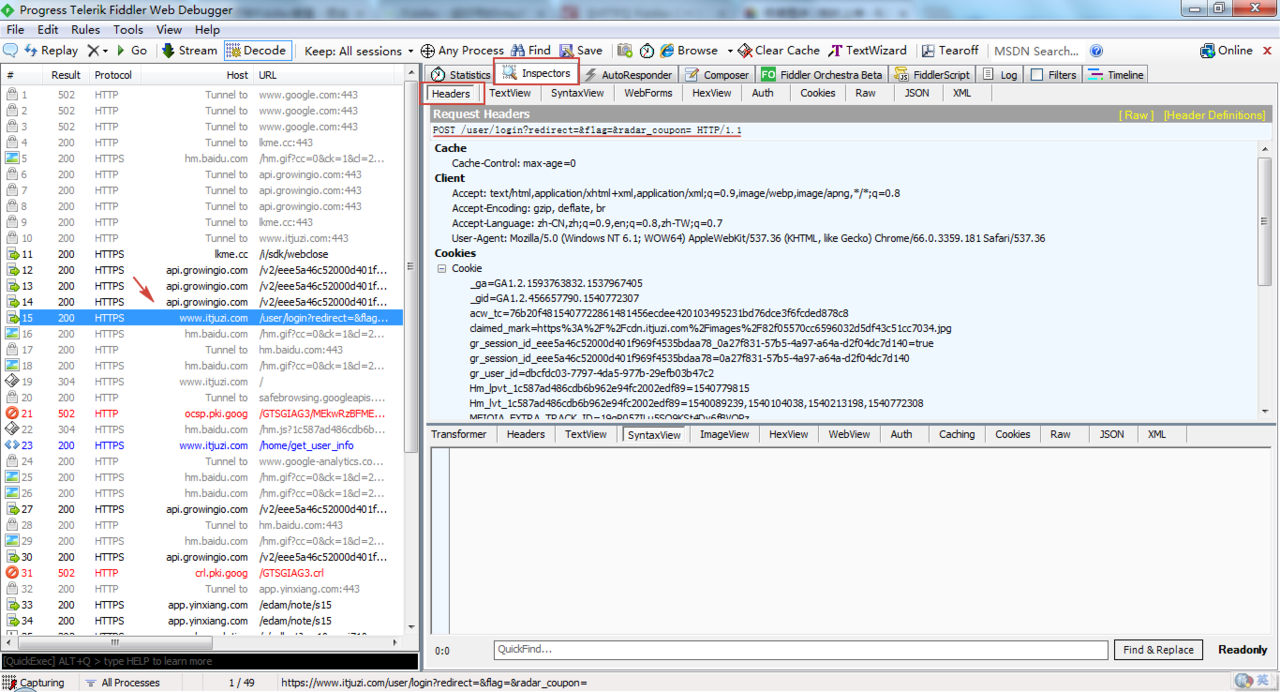 Progress Telerik Fiddler Web Debugger
File Edit Rules Tools View Help
Replay Go Stream Decode Keep: All sessions Any Process Find Save Browse Clear Cache TextWizard Tearoff MSDN Search... Online
# Result Protocol Host URL
1 502 HTTP Tunnel to www.google.com:443
2 502 HTTP Tunnel to www.google.com:443
3 502 HTTP Tunnel to www.google.com:443
4 200 HTTP Tunnel to lkme.cc:443
5 200 HTTPS hm.baidu.com /hm.gif?cc=0&ck=1&cl=2...
6 200 HTTP Tunnel to api.growingio.com:443
7 200 HTTP Tunnel to api.growingio.com:443
8 200 HTTP Tunnel to api.growingio.com:443
9 200 HTTP Tunnel to lkme.cc:443
10 200 HTTP Tunnel to www.itjuzi.com:443
11 200 HTTPS lkme.cc /i/sdk/webclose
12 200 HTTPS api.growingio.com /v2/eee5a46c52000d401f...
13 200 HTTPS api.growingio.com /v2/eee5a46c52000d401f...
14 200 HTTPS api.growingio.com /v2/eee5a46c52000d401f...
15 200 HTTPS www.itjuzi.com /user/login?redirect=&flag...
16 200 HTTPS hm.baidu.com /hm.gif?cc=0&ck=1&cl=2...
17 200 HTTP Tunnel to hm.baidu.com:443
18 200 HTTPS hm.baidu.com /hm.gif?cc=0&ck=1&cl=2...
19 304 HTTPS www.itjuzi.com /
20 200 HTTP Tunnel to safebrowsing.googleapis....
21 502 HTTP ocsp.pki.goog /GTSGIAG3/MEkwRzBFME...
22 304 HTTPS hm.baidu.com /hm.js?1c587ad486cdb6b...
23 200 HTTPS www.itjuzi.com /home/get_user_info
24 200 HTTP Tunnel to www.google-analytics.co...
25 200 HTTPS hm.baidu.com /hm.gif?cc=0&ck=1&cl=2...
26 200 HTTPS hm.baidu.com /hm.gif?cc=0&ck=1&cl=2...
27 200 HTTPS api.growingio.com /v2/eee5a46c52000d401f...
28 200 HTTP Tunnel to hm.baidu.com:443
29 200 HTTPS hm.baidu.com /hm.gif?cc=0&ck=1&cl=2...
30 200 HTTPS api.growingio.com /v2/eee5a46c52000d401f...
31 502 HTTP crl.pki.goog /GTSGIAG3.crl
32 200 HTTP Tunnel to app.yinxiang.com:443
33 200 HTTPS app.yinxiang.com /edam/note/s15
34 200 HTTPS app.yinxiang.com /edam/note/s15
[QuickExec] ALT+Q > type HELP to learn more
Statistics Inspectors AutoResponder Composer FO Fiddler Orchestra Beta FiddlerScript Log Filters Timeline
Headers TextView SyntaxView WebForms HexView Auth Cookies Raw JSON XML
Request Headers [ Raw ] [Header Definitions]
POST /user/login?redirect=&flag=&radar_coupon= HTTP/1.1
Cache
Cache-Control: max-age=0
Client
Accept: text/html,application/xhtml+xml,application/xml;q=0.9,image/webp,image/apng,*/*;q=0.8
Accept-Encoding: gzip, deflate, br
Accept-Language: zh-CN,zh;q=0.9,en;q=0.8,zh-TW;q=0.7
User-Agent: Mozilla/5.0 (Windows NT 6.1; WOW64) AppleWebKit/537.36 (KHTML, like Gecko) Chrome/66.0.3359.181 Safari/537.36
Cookies
Cookie
_ga=GA1.2.1593763832.1537967405
_gid=GA1.2.456657790.1540772307
acw_tc=76b20f4815407722861481456ecdee420103495231bd76dce3f6fcded878c8
claimed_mark=https%3A%2F%2Fcdn.itjuzi.com%2Fimages%2F82f05570cc6596032d5df43c51cc7034.jpg
gr_session_id_eee5a46c52000d401f969f4535bdaa78_0a27f831-57b5-4a97-a64a-d2f04dc7d140=true
gr_session_id_eee5a46c52000d401f969f4535bdaa78=0a27f831-57b5-4a97-a64a-d2f04dc7d140
gr_user_id=dbcfdc03-7797-4da5-977b-29efb03b47c2
Hm_lpvt_1c587ad486cdb6b962e94fc2002edf89=1540779815
Hm_lvt_1c587ad486cdb6b962e94fc2002edf89=1540089239,1540104038,1540213198,1540772308
Transformer Headers TextView SyntaxView ImageView HexView WebView Auth Caching Cookies Raw JSON XML
0:0 QuickFind... Find & Replace Readonly
Capturing All Processes 1 / 49 https://www.itjuzi.com/user/login?redirect=&flag=&radar_coupon= 英